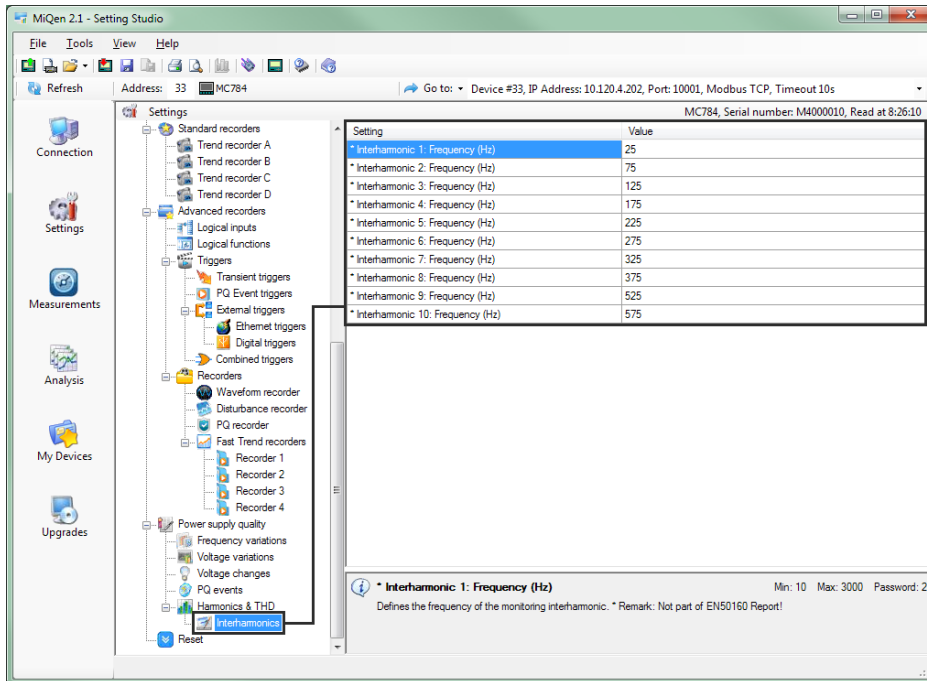 MiQen 2.1 - Setting Studio
File Tools View Help
Refresh Address: 33 MC784 Go to: Device #33, IP Address: 10.120.4.202, Port: 10001, Modbus TCP, Timeout 10s
Settings MC784, Serial number: M4000010, Read at 8:26:10
Connection
Settings
Measurements
Analysis
My Devices
Upgrades
Standard recorders
Trend recorder A
Trend recorder B
Trend recorder C
Trend recorder D
Advanced recorders
Logical inputs
Logical functions
Triggers
Transient triggers
PQ Event triggers
External triggers
Ethernet triggers
Digital triggers
Combined triggers
Recorders
Waveform recorder
Disturbance recorder
PQ recorder
Fast Trend recorders
Recorder 1
Recorder 2
Recorder 3
Recorder 4
Power supply quality
Frequency variations
Voltage variations
Voltage changes
PQ events
Harmonics & THD
Interharmonics
Reset
Setting Value
* Interharmonic 1: Frequency (Hz) 25
* Interharmonic 2: Frequency (Hz) 75
* Interharmonic 3: Frequency (Hz) 125
* Interharmonic 4: Frequency (Hz) 175
* Interharmonic 5: Frequency (Hz) 225
* Interharmonic 6: Frequency (Hz) 275
* Interharmonic 7: Frequency (Hz) 325
* Interharmonic 8: Frequency (Hz) 375
* Interharmonic 9: Frequency (Hz) 525
* Interharmonic 10: Frequency (Hz) 575
* Interharmonic 1: Frequency (Hz) Min: 10 Max: 3000 Password: 2
Defines the frequency of the monitoring interharmonic. * Remark: Not part of EN50160 Report!